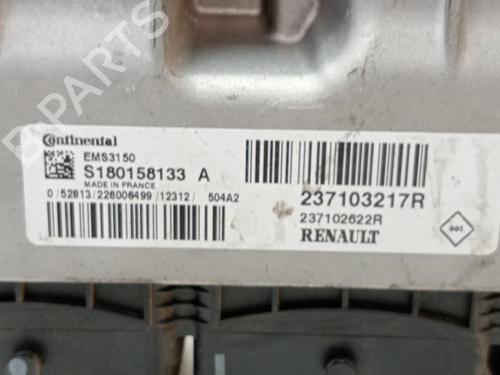 Continental
EMS3150
S180158133 A
MADE IN FRANCE
0/52813/226006499/12312/ 504A2
237103217R
237102622R
RENAULT
001
B-PARTS